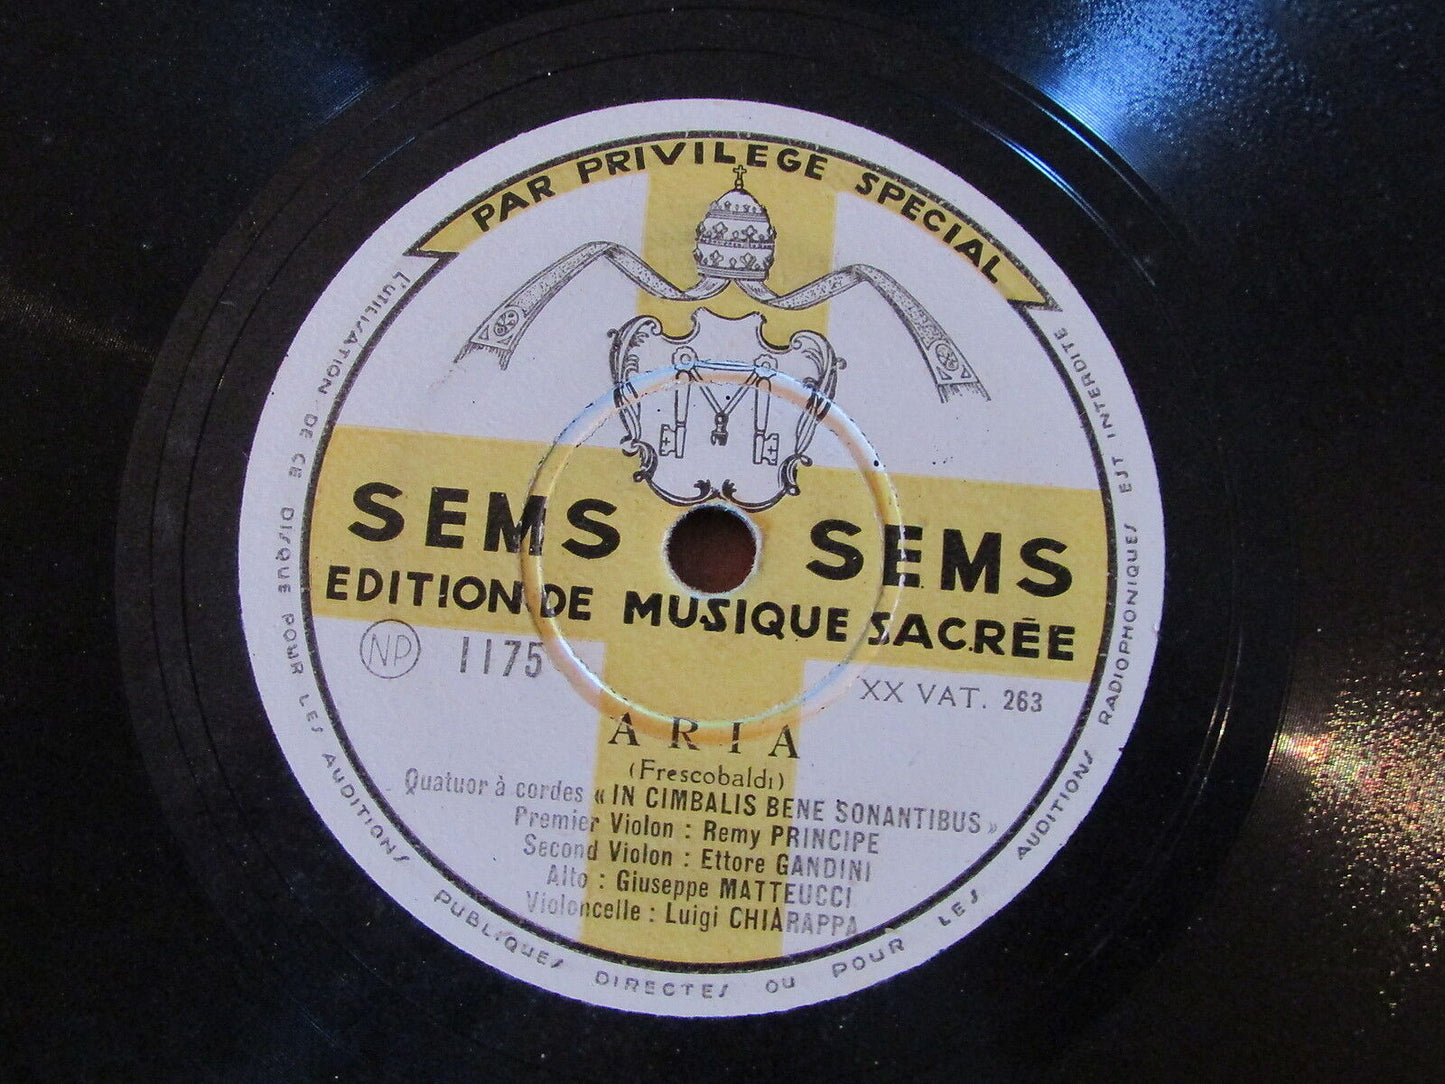 PAR PRIVILEGE SPECIAL
SEMS SEMS
EDITION DE MUSIQUE SACRÉE
NP 1175
XX VAT. 263
ARIA
(Frescobaldi)
Quatuor à cordes « IN CIMBALIS BENE SONANTIBUS »
Premier Violon : Remy PRINCIPE
Second Violon : Ettore GANDINI
Alto : Giuseppe MATTEUCCI
Violoncelle : Luigi CHIARAPPA
L'UTILISATION DE CE DISQUE POUR LES AUDITIONS PUBLIQUES DIRECTES OU POUR LES AUDITIONS RADIOPHONIQUES EST INTERDITE